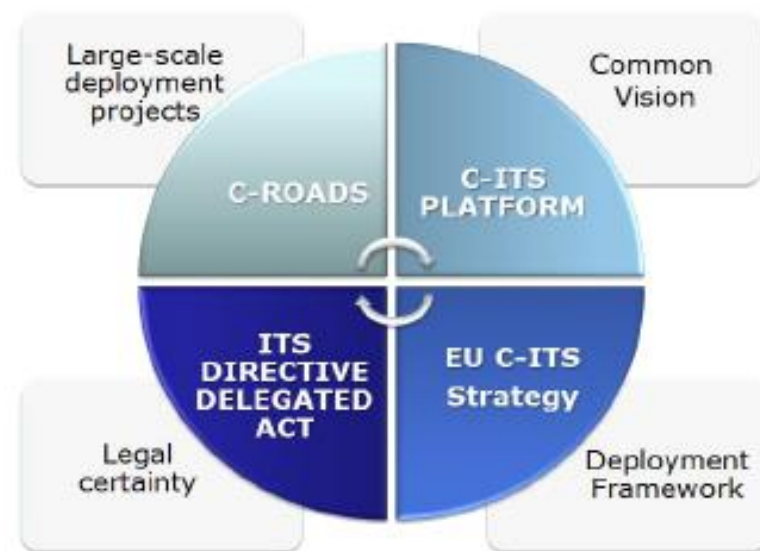 Large-scale
deployment
projects
Common
Vision
C-ROADS
C-ITS
PLATFORM
ITS
DIRECTIVE
DELEGATED
ACT
EU C-ITS
Strategy
Legal
certainty
Deployment
Framework